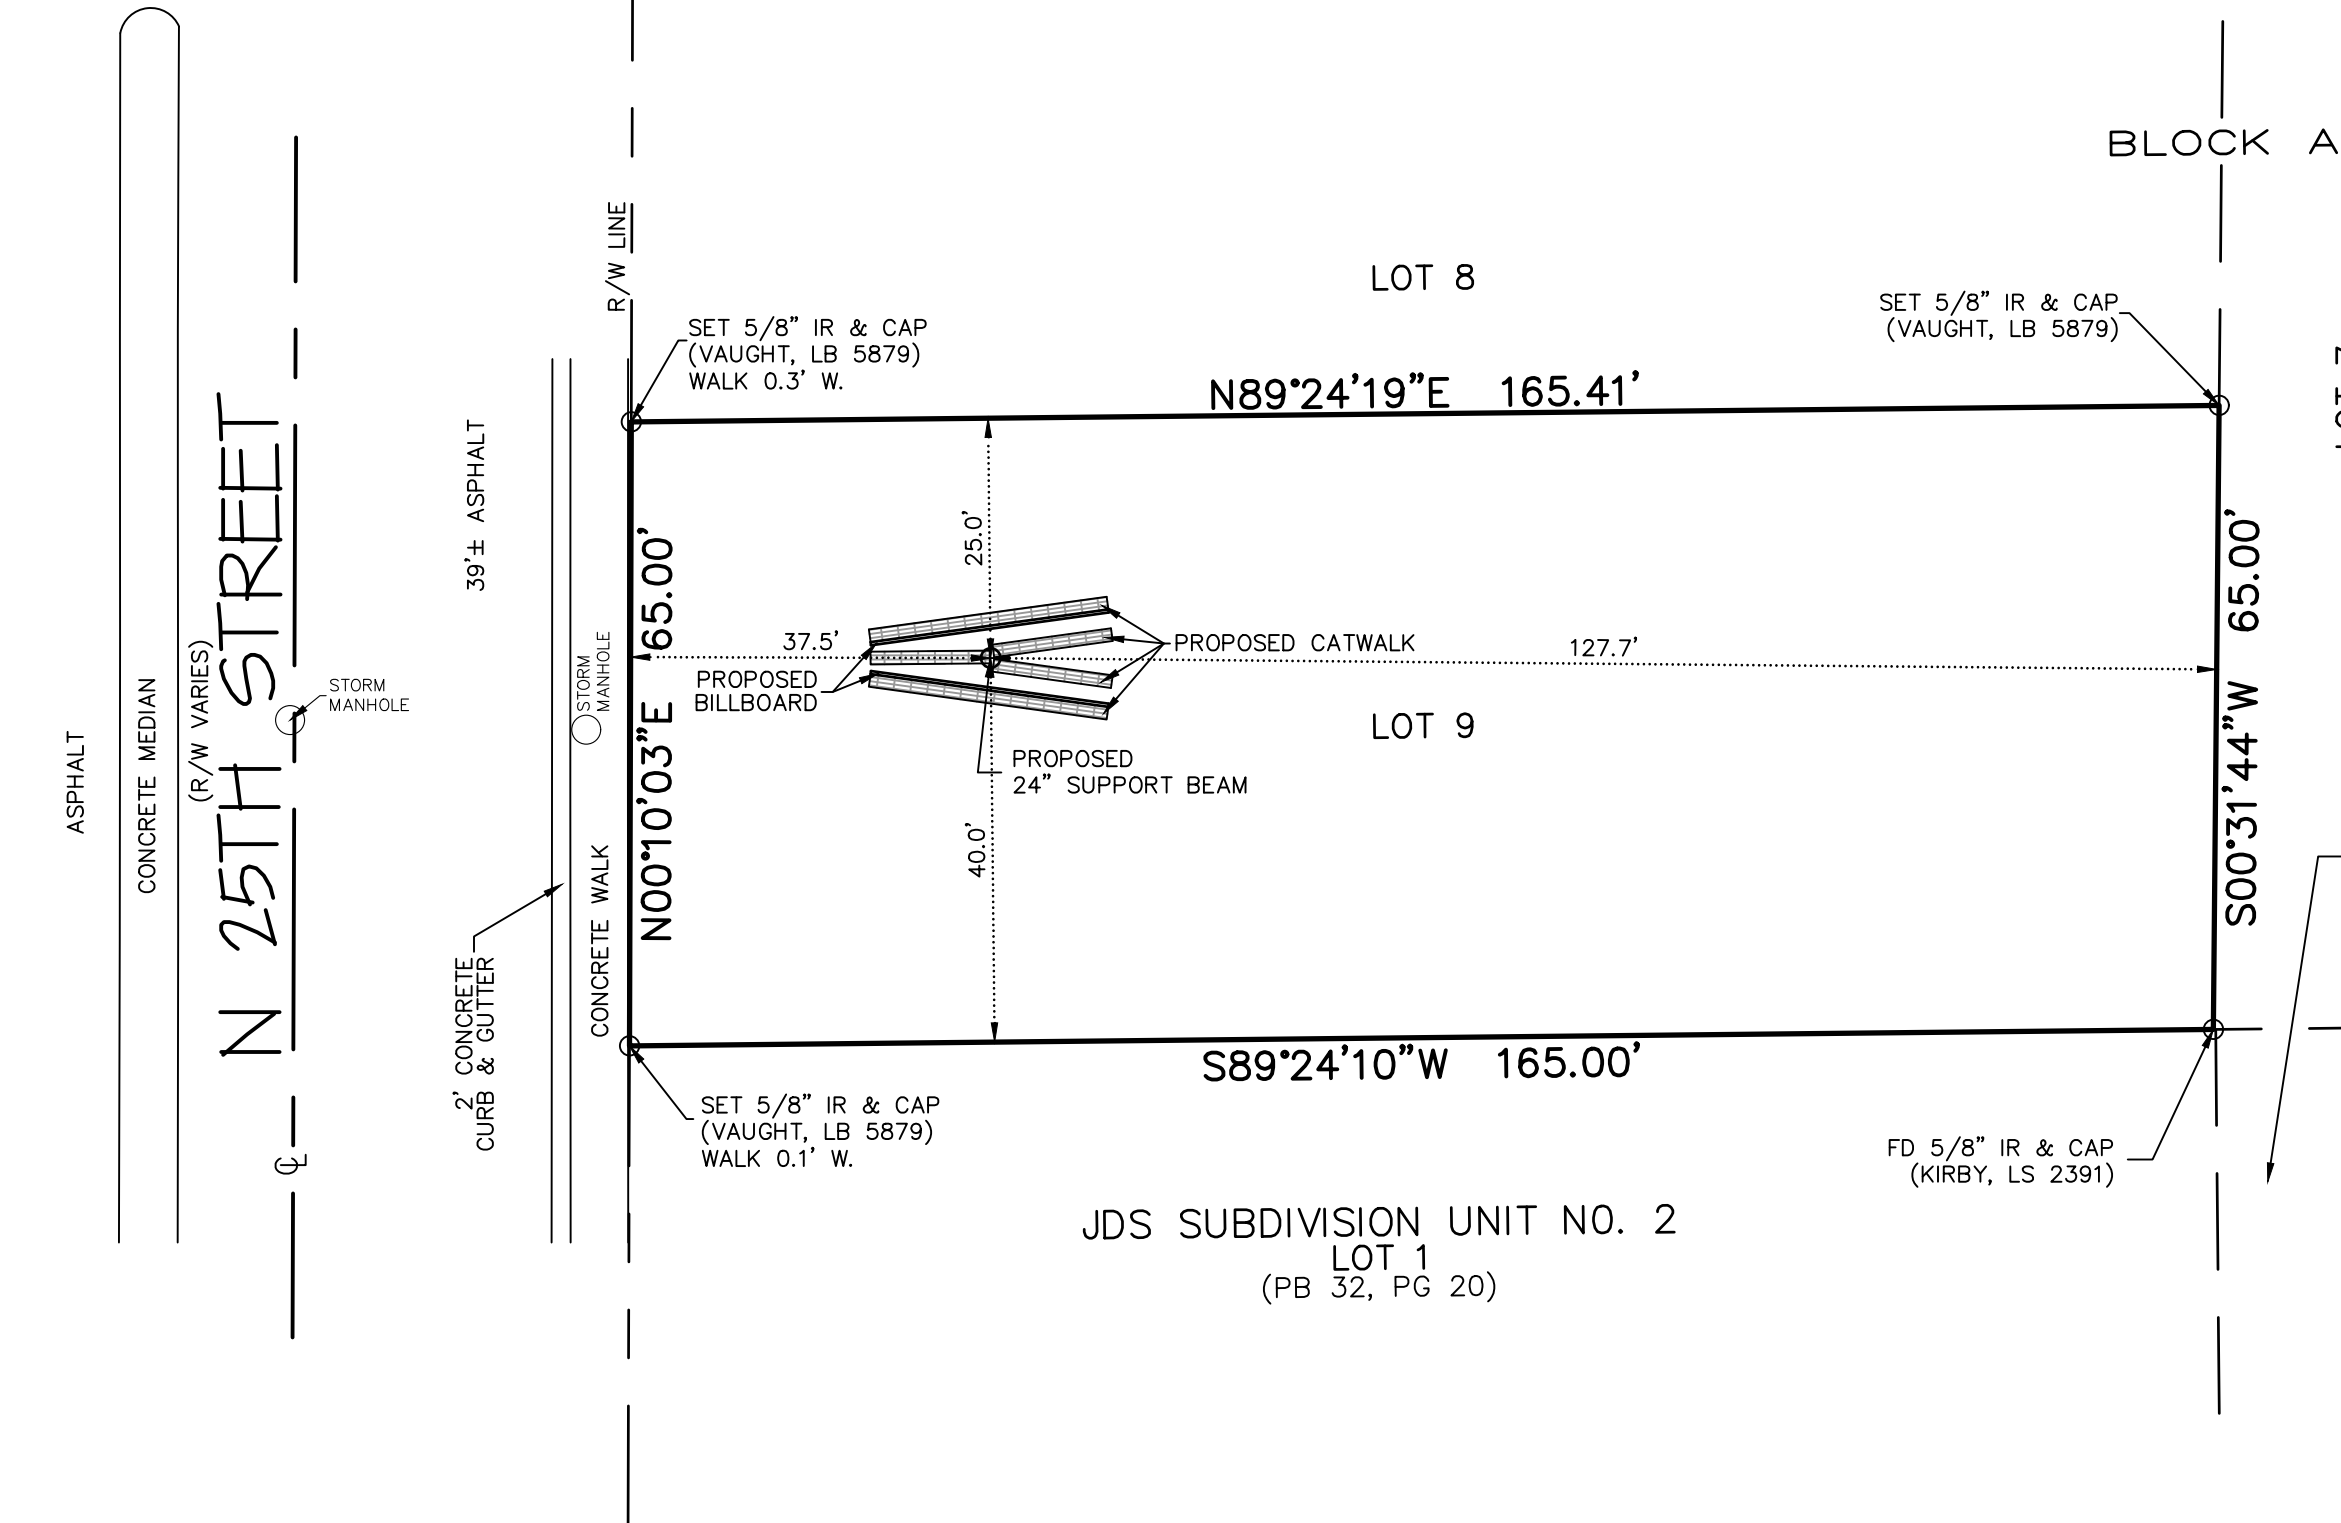 BLOCK A
R/W LINE
LOT 8
SET 5/8" IR & CAP
(VAUGHT, LB 5879)
WALK 0.3' W.
SET 5/8" IR & CAP
(VAUGHT, LB 5879)
N89°24'19"E 165.41'
39'± ASPHALT
N 25TH STREET
(R/W VARIES)
CONCRETE MEDIAN
ASPHALT
STORM
MANHOLE
STORM
MANHOLE
N00°10'03"E 65.00'
25.0'
37.5'
127.7'
PROPOSED CATWALK
PROPOSED
BILLBOARD
LOT 9
PROPOSED
24" SUPPORT BEAM
40.0'
S00°31'44"W 65.00'
CONCRETE WALK
2' CONCRETE
CURB & GUTTER
S89°24'10"W 165.00'
SET 5/8" IR & CAP
(VAUGHT, LB 5879)
WALK 0.1' W.
FD 5/8" IR & CAP
(KIRBY, LS 2391)
CL
JDS SUBDIVISION UNIT NO. 2
LOT 1
(PB 32, PG 20)